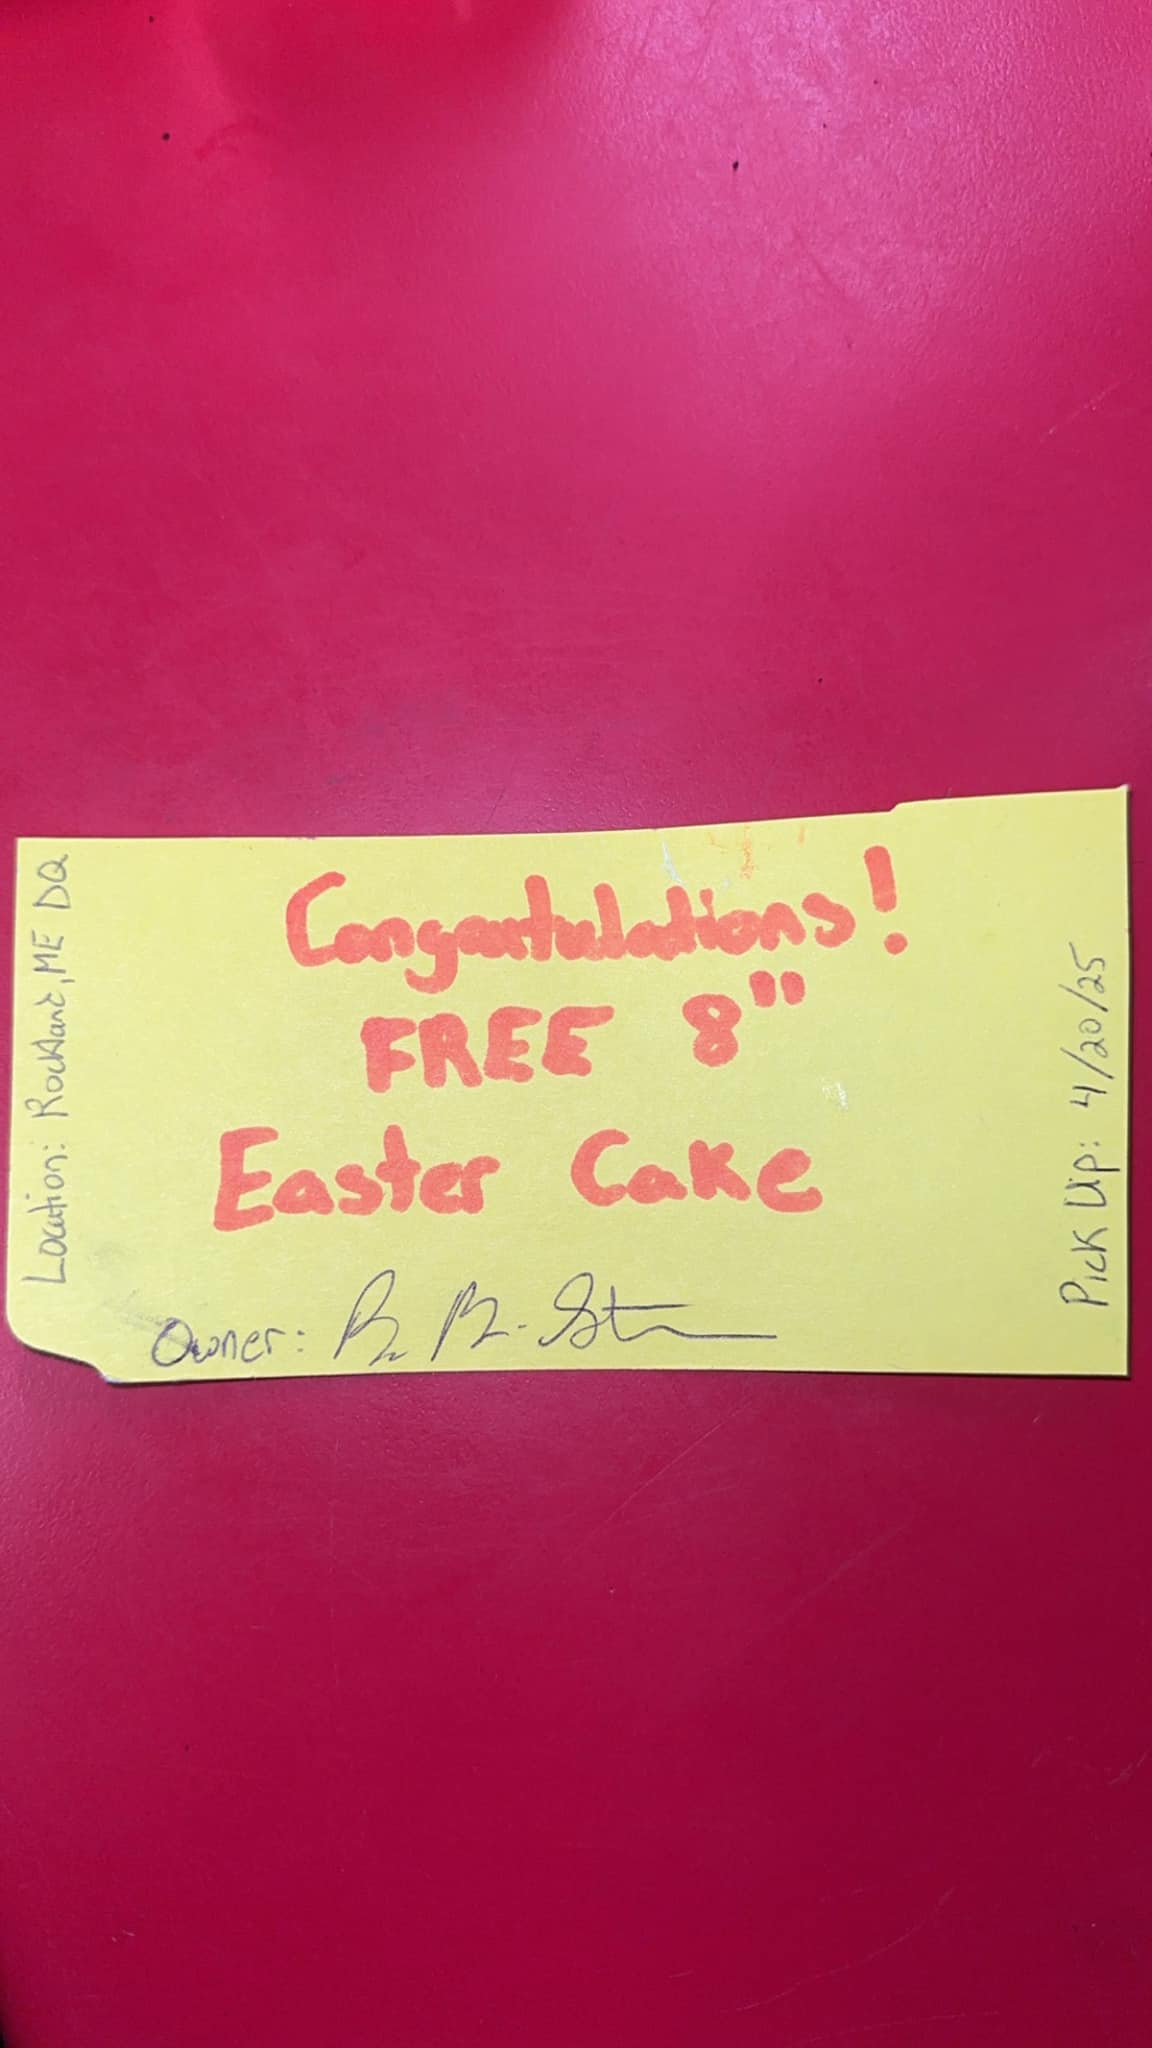 Congartulations!
FREE 8"
Easter Cake
Owner:
Location: Rockland, ME DQ
Pick Up: 4/20/25